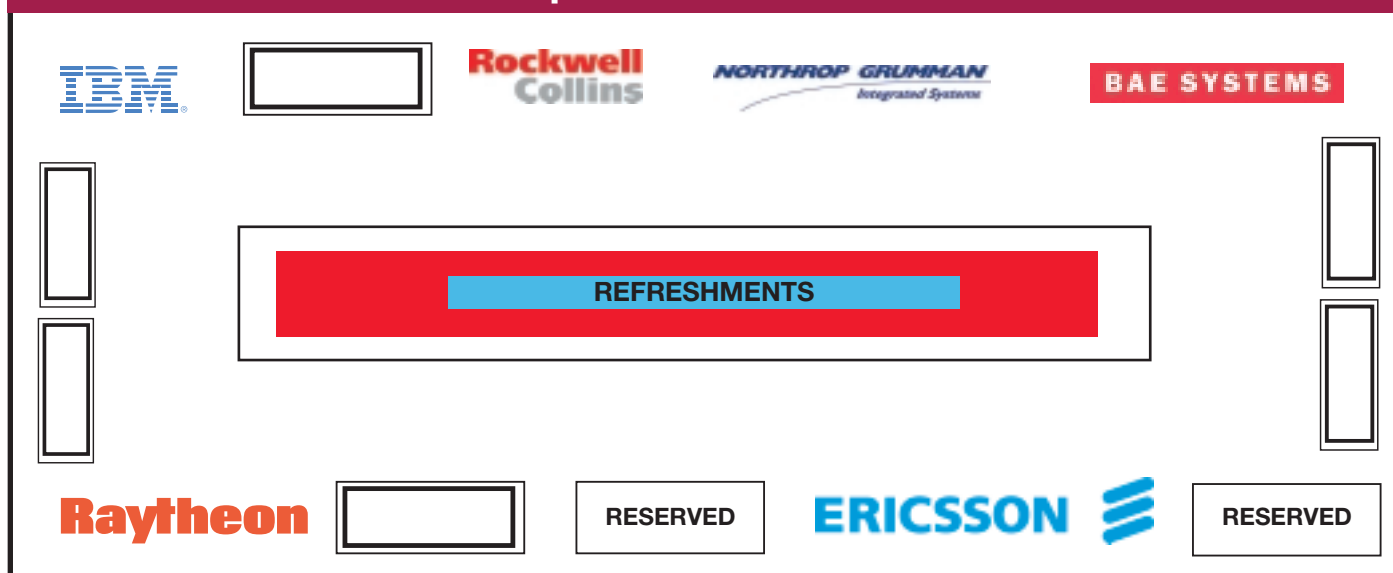 IBM®
Rockwell
Collins
NORTHROP GRUMMAN
Integrated Systems
BAE SYSTEMS
REFRESHMENTS
Raytheon
RESERVED
ERICSSON
RESERVED